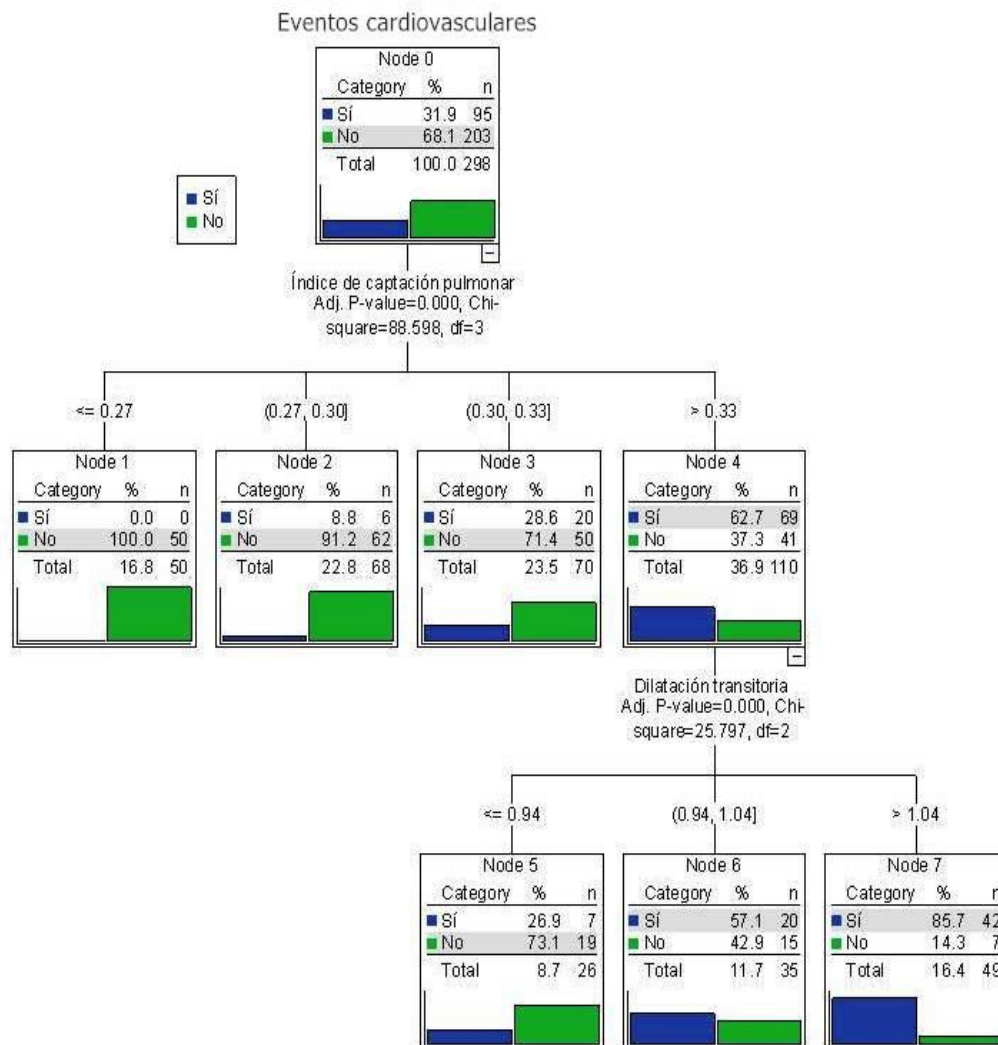 Eventos cardiovasculares
Node 0
Category % n
Sí 31.9 95
No 68.1 203
Total 100.0 298
Sí
No
Índice de captación pulmonar
Adj. P-value=0.000, Chi-
square=88.598, df=3
<= 0.27
(0.27, 0.30]
(0.30, 0.33]
> 0.33
Node 1
Category % n
Sí 0.0 0
No 100.0 50
Total 16.8 50
Node 2
Category % n
Sí 8.8 6
No 91.2 62
Total 22.8 68
Node 3
Category % n
Sí 28.6 20
No 71.4 50
Total 23.5 70
Node 4
Category % n
Sí 62.7 69
No 37.3 41
Total 36.9 110
Dilatación transitoria
Adj. P-value=0.000, Chi-
square=25.797, df=2
<= 0.94
(0.94, 1.04]
> 1.04
Node 5
Category % n
Sí 26.9 7
No 73.1 19
Total 8.7 26
Node 6
Category % n
Sí 57.1 20
No 42.9 15
Total 11.7 35
Node 7
Category % n
Sí 85.7 42
No 14.3 7
Total 16.4 49